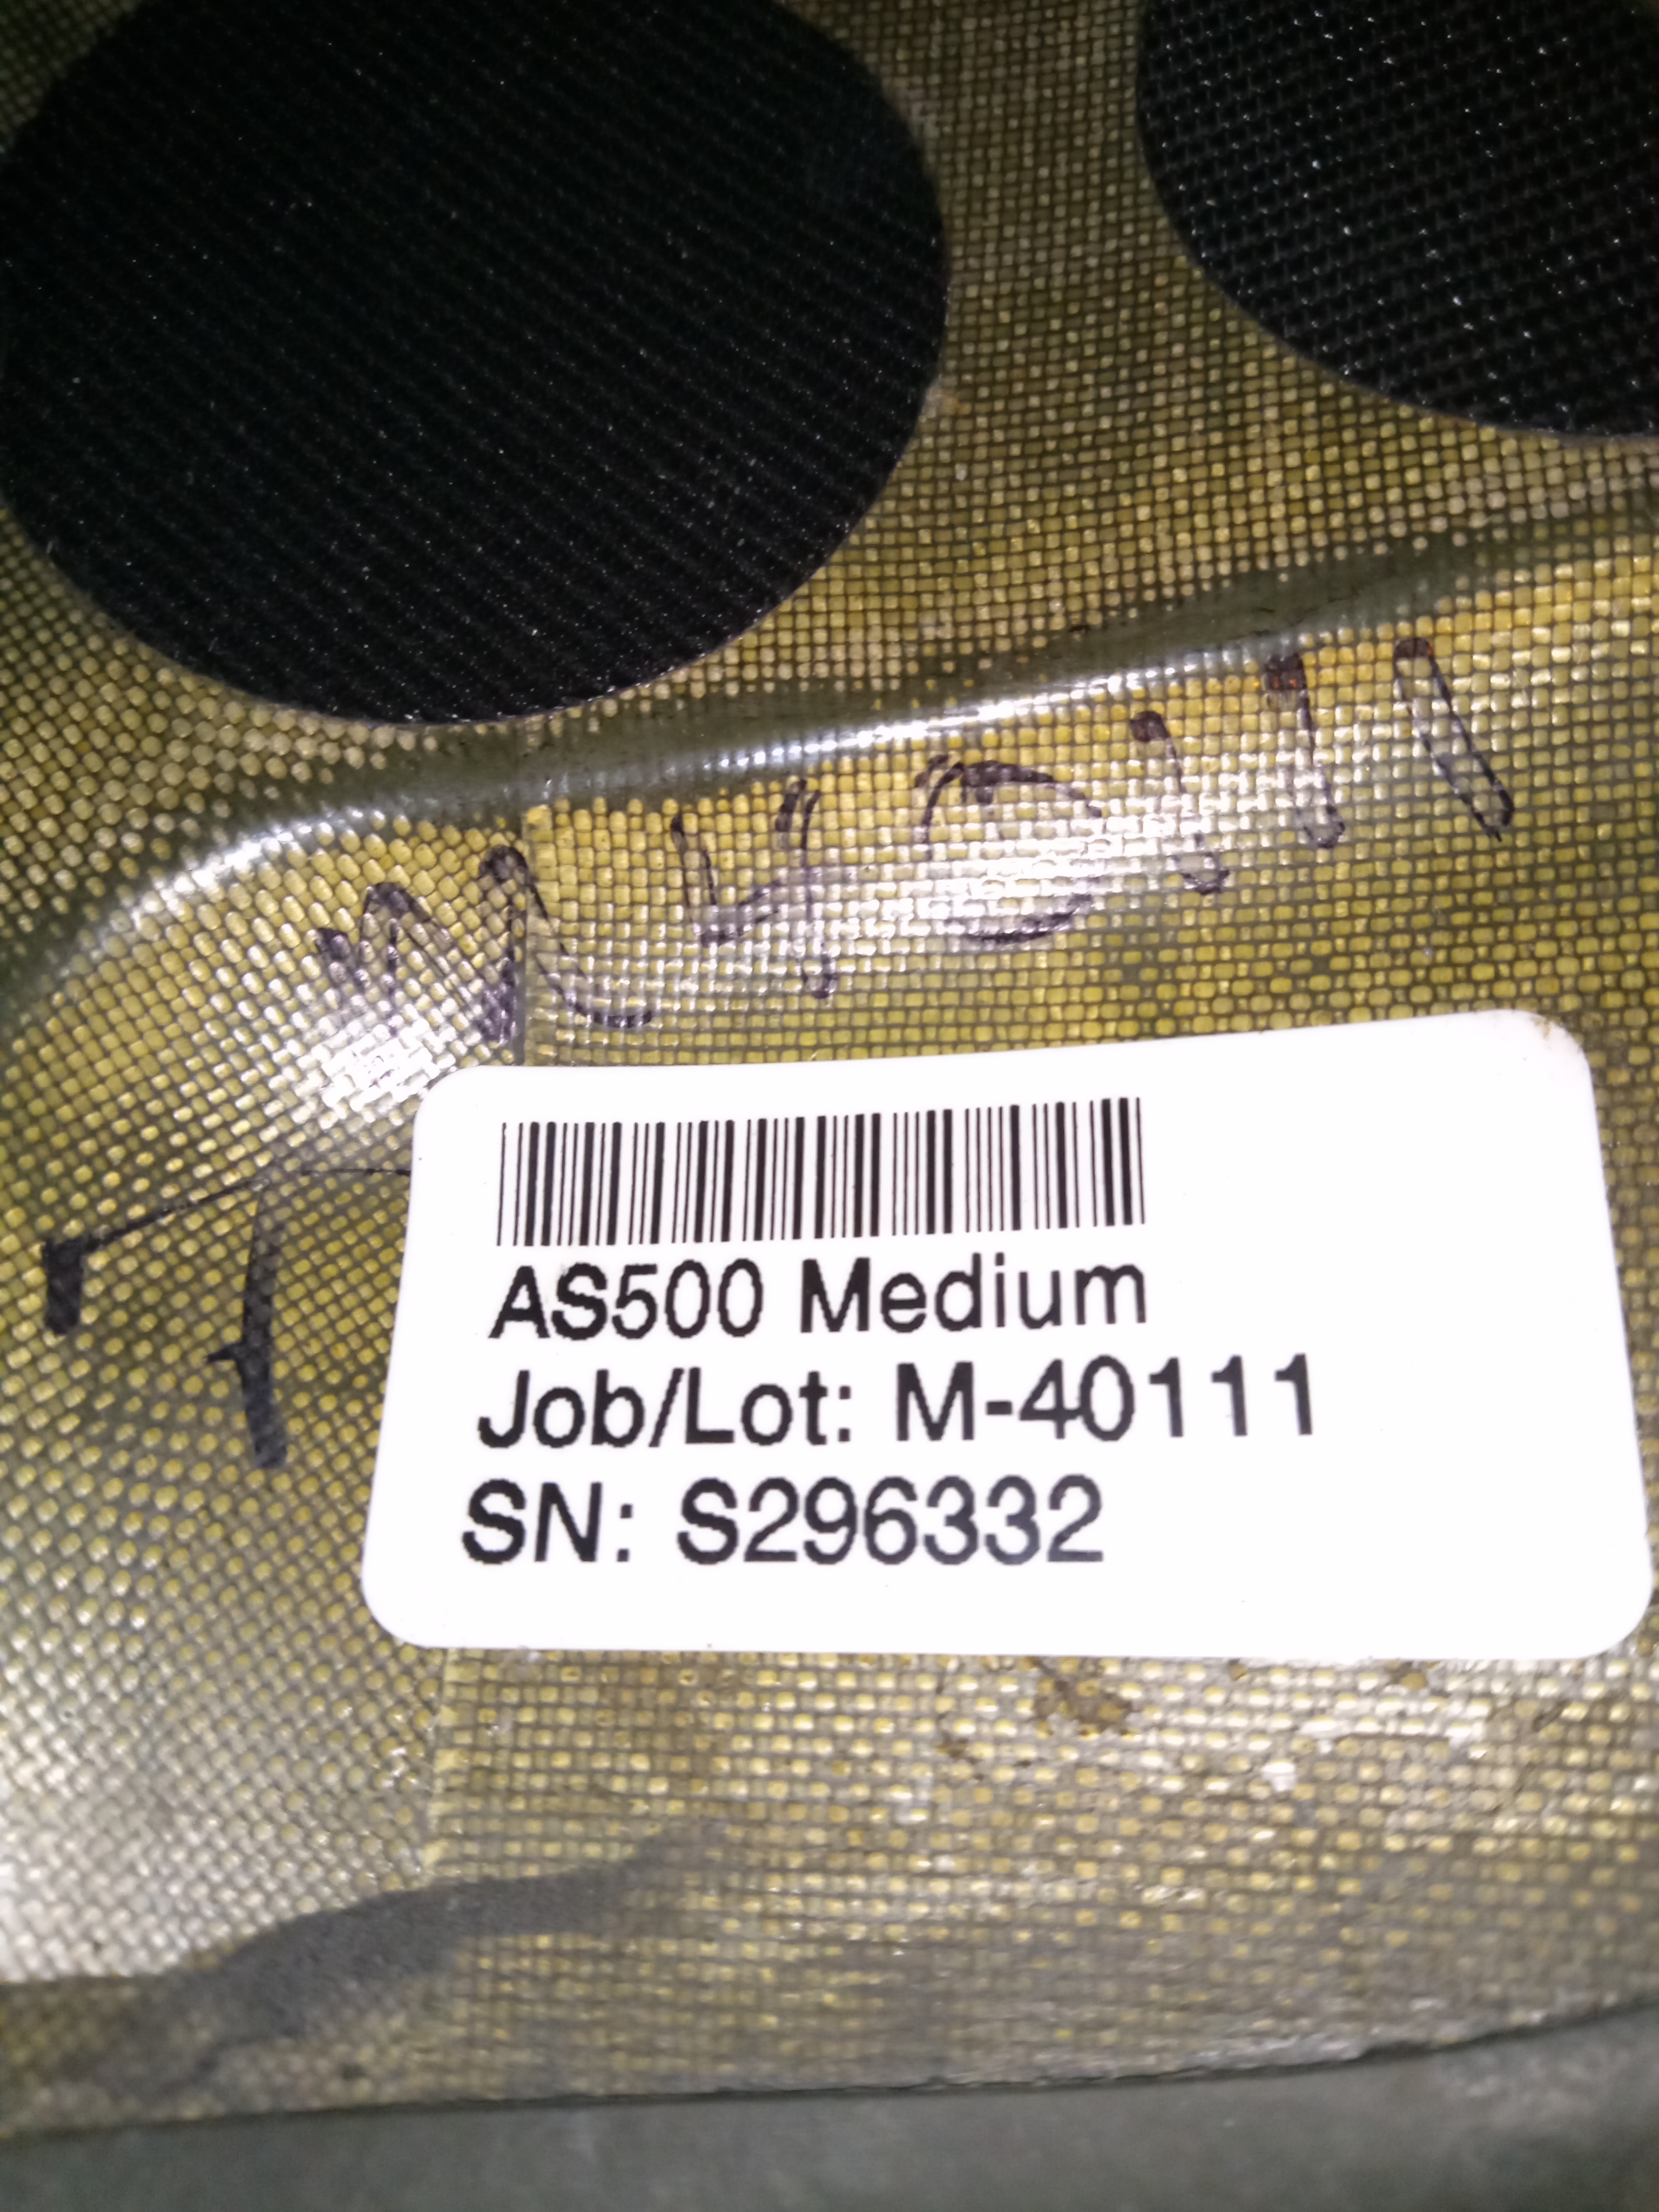 M40111
AS500 Medium
Job/Lot: M-40111
SN: S296332